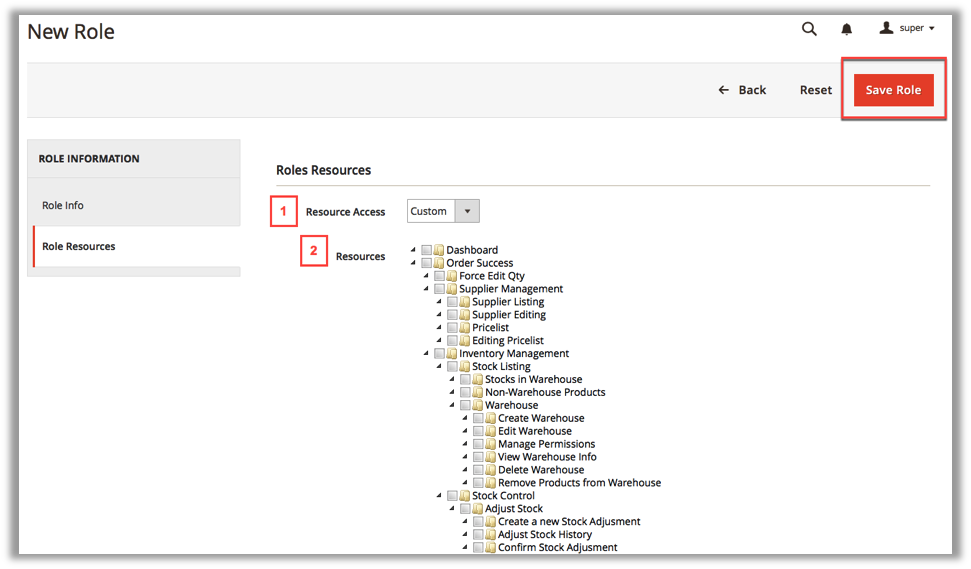 New Role
super
Back
Reset
Save Role
ROLE INFORMATION
Role Info
Role Resources
Roles Resources
1 Resource Access Custom
2 Resources
Dashboard
Order Success
Force Edit Qty
Supplier Management
Supplier Listing
Supplier Editing
Pricelist
Editing Pricelist
Inventory Management
Stock Listing
Stocks in Warehouse
Non-Warehouse Products
Warehouse
Create Warehouse
Edit Warehouse
Manage Permissions
View Warehouse Info
Delete Warehouse
Remove Products from Warehouse
Stock Control
Adjust Stock
Create a new Stock Adjusment
Adjust Stock History
Confirm Stock Adjusment